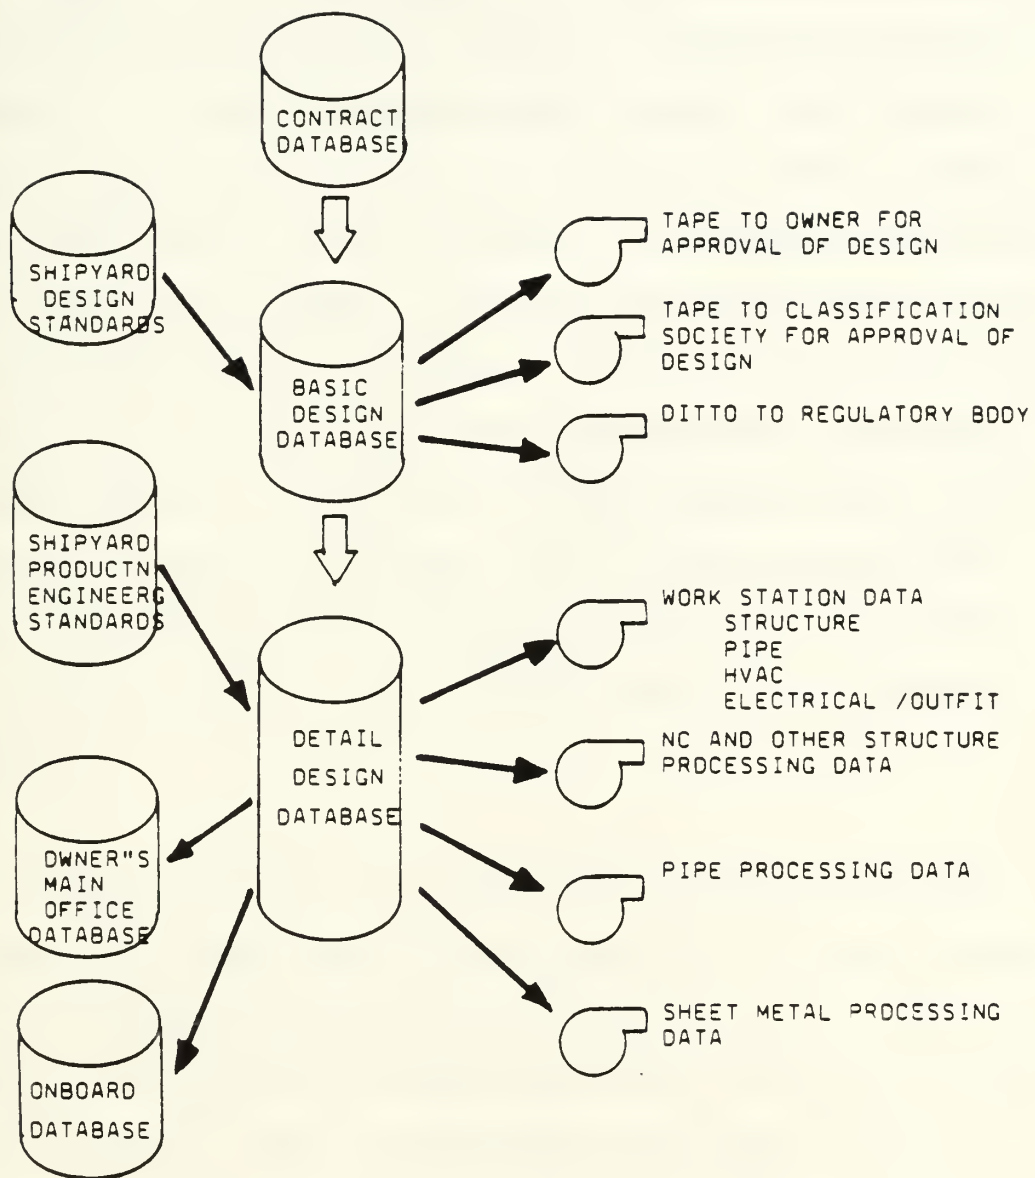 CONTRACT
DATABASE
SHIPYARD
DESIGN
STANDARDS
BASIC
DESIGN
DATABASE
TAPE TO OWNER FOR
APPROVAL OF DESIGN
TAPE TO CLASSIFICATION
SOCIETY FOR APPROVAL OF
DESIGN
DITTO TO REGULATORY BODY
SHIPYARD
PRODUCTN
ENGINEERG
STANDARDS
DETAIL
DESIGN
DATABASE
WORK STATION DATA
STRUCTURE
PIPE
HVAC
ELECTRICAL /OUTFIT
NC AND OTHER STRUCTURE
PROCESSING DATA
OWNER"S
MAIN
OFFICE
DATABASE
PIPE PROCESSING DATA
ONBOARD
DATABASE
SHEET METAL PROCESSING
DATA